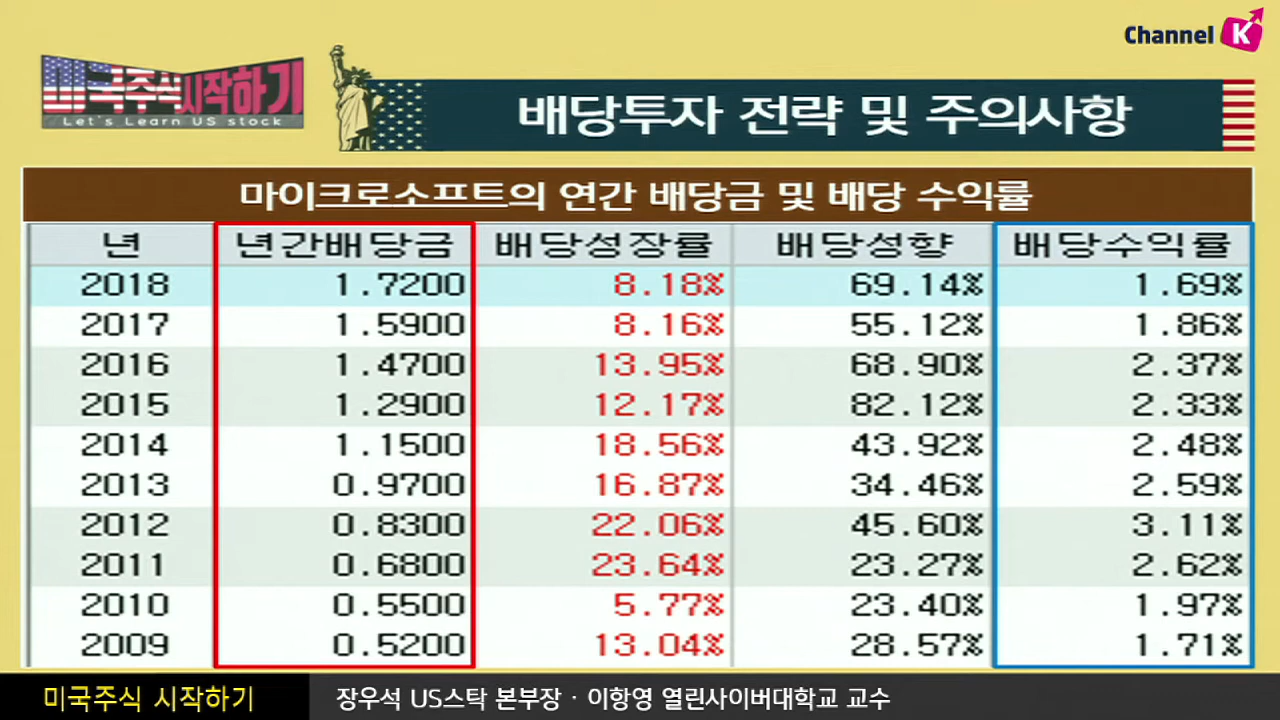 Channel K
미국주식시작하기
Let's Learn US stock
배당투자 전략 및 주의사항
마이크로소프트의 연간 배당금 및 배당 수익률
년 년간배당금 배당성장률 배당성향 배당수익률
2018 1.7200 8.18% 69.14% 1.69%
2017 1.5900 8.16% 55.12% 1.86%
2016 1.4700 13.95% 68.90% 2.37%
2015 1.2900 12.17% 82.12% 2.33%
2014 1.1500 18.56% 43.92% 2.48%
2013 0.9700 16.87% 34.46% 2.59%
2012 0.8300 22.06% 45.60% 3.11%
2011 0.6800 23.64% 23.27% 2.62%
2010 0.5500 5.77% 23.40% 1.97%
2009 0.5200 13.04% 28.57% 1.71%
미국주식 시작하기 장우석 US스탁 본부장 · 이항영 열린사이버대학교 교수